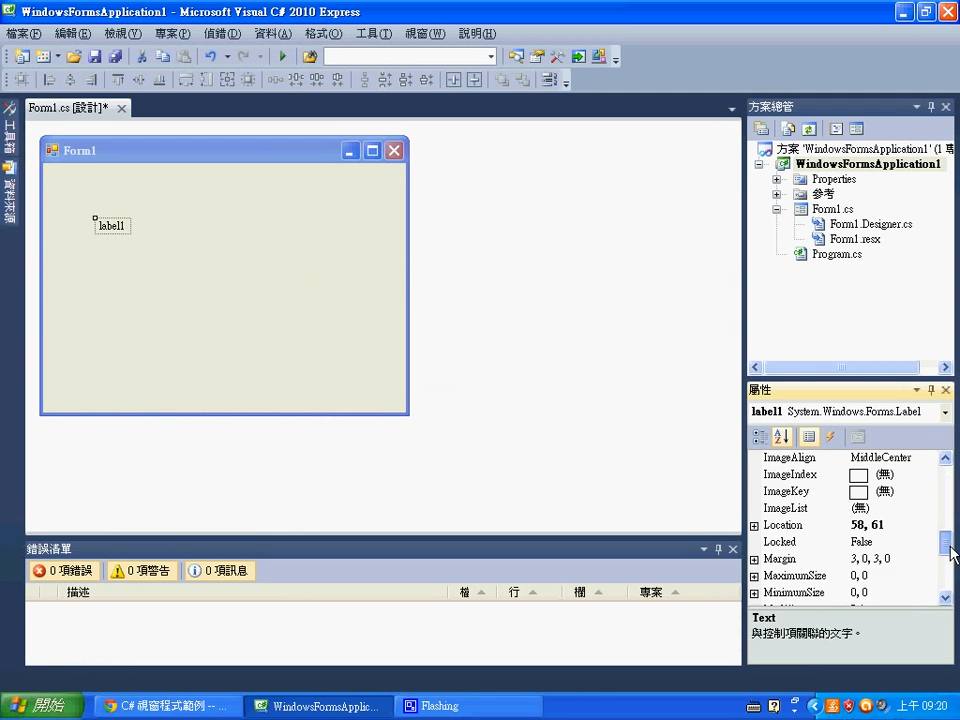 WindowsFormsApplication1 - Microsoft Visual C# 2010 Express
檔案(F) 編輯(E) 檢視(V) 專案(P) 偵錯(D) 資料(A) 格式(O) 工具(T) 視窗(W) 說明(H)
工具箱
資料來源
Form1.cs [設計]*
Form1
label1
方案總管
方案 'WindowsFormsApplication1' (1 專
WindowsFormsApplication1
Properties
參考
Form1.cs
Form1.Designer.cs
Form1.resx
Program.cs
屬性
label1 System.Windows.Forms.Label
ImageAlign MiddleCenter
ImageIndex (無)
ImageKey (無)
ImageList (無)
Location 58, 61
Locked False
Margin 3, 0, 3, 0
MaximumSize 0, 0
MinimumSize 0, 0
Text
與控制項關聯的文字。
錯誤清單
0 項錯誤 0 項警告 0 項訊息
描述 檔 行 欄 專案
開始 C# 視窗程式範例 -- ... WindowsFormsApplic... Flashing 上午 09:20